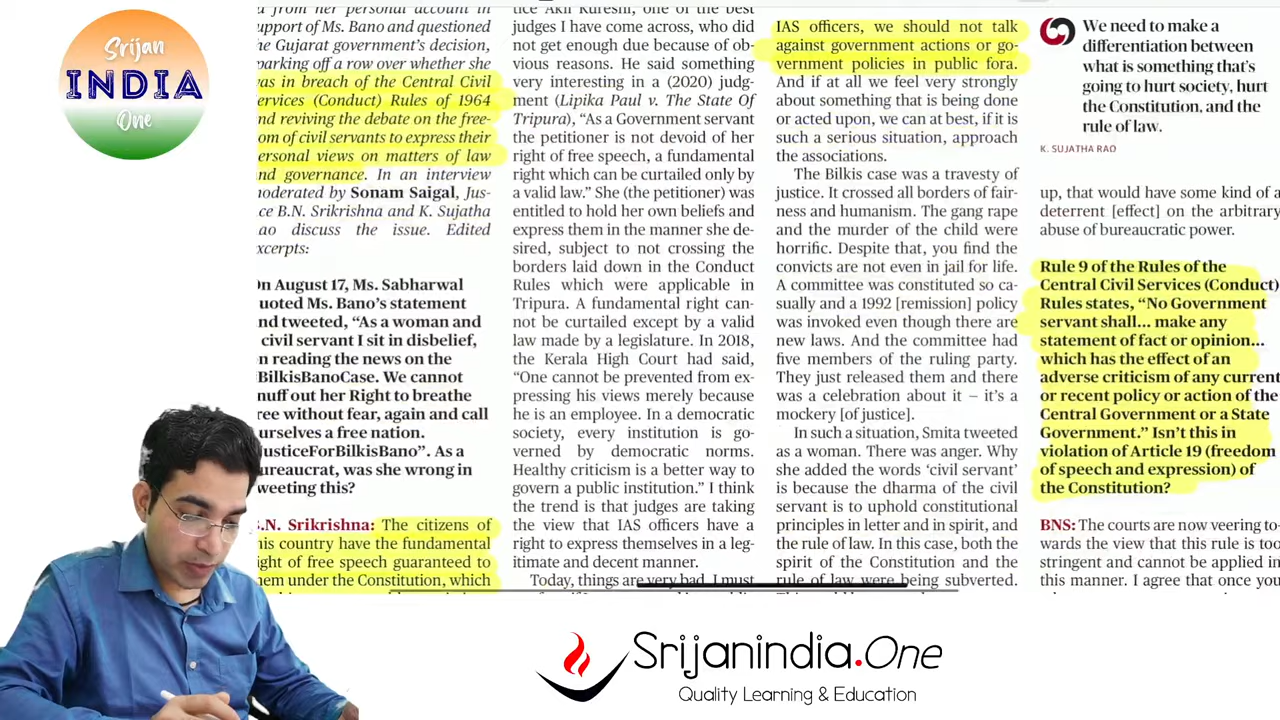 Srijan
INDIA
One
a from her personal account in
support of Ms. Bano and questioned
he Gujarat government's decision,
parking off a row over whether she
was in breach of the Central Civil
ervices (Conduct) Rules of 1964
nd reviving the debate on the free-
om of civil servants to express their
ersonal views on matters of law
nd governance. In an interview
moderated by Sonam Saigal, Jus-
ice B.N. Srikrishna and K. Sujatha
ao discuss the issue. Edited
xcerpts:
On August 17, Ms. Sabharwal
uoted Ms. Bano's statement
nd tweeted, “As a woman and
civil servant I sit in disbelief,
n reading the news on the
BilkisBanoCase. We cannot
nuff out her Right to breathe
ree without fear, again and call
urselves a free nation.
JusticeForBilkisBano”. As a
ureaucrat, was she wrong in
weeting this?
B.N. Srikrishna: The citizens of
his country have the fundamental
ight of free speech guaranteed to
hem under the Constitution, which
tice Akil Kureshi, one of the best
judges I have come across, who did
not get enough due because of ob-
vious reasons. He said something
very interesting in a (2020) judg-
ment (Lipika Paul v. The State Of
Tripura), “As a Government servant
the petitioner is not devoid of her
right of free speech, a fundamental
right which can be curtailed only by
a valid law.” She (the petitioner) was
entitled to hold her own beliefs and
express them in the manner she de-
sired, subject to not crossing the
borders laid down in the Conduct
Rules which were applicable in
Tripura. A fundamental right can-
not be curtailed except by a valid
law made by a legislature. In 2018,
the Kerala High Court had said,
“One cannot be prevented from ex-
pressing his views merely because
he is an employee. In a democratic
society, every institution is go-
verned by democratic norms.
Healthy criticism is a better way to
govern a public institution.” I think
the trend is that judges are taking
the view that IAS officers have a
right to express themselves in a leg-
itimate and decent manner.
Today, things are very bad. I must
IAS officers, we should not talk
against government actions or go-
vernment policies in public fora.
And if at all we feel very strongly
about something that is being done
or acted upon, we can at best, if it is
such a serious situation, approach
the associations.
The Bilkis case was a travesty of
justice. It crossed all borders of fair-
ness and humanism. The gang rape
and the murder of the child were
horrific. Despite that, you find the
convicts are not even in jail for life.
A committee was constituted so ca-
sually and a 1992 [remission] policy
was invoked even though there are
new laws. And the committee had
five members of the ruling party.
They just released them and there
was a celebration about it – it's a
mockery [of justice].
In such a situation, Smita tweeted
as a woman. There was anger. Why
she added the words ‘civil servant’
is because the dharma of the civil
servant is to uphold constitutional
principles in letter and in spirit, and
the rule of law. In this case, both the
spirit of the Constitution and the
rule of law were being subverted.
We need to make a
differentiation between
what is something that's
going to hurt society, hurt
the Constitution, and the
rule of law.
K. SUJATHA RAO
up, that would have some kind of a
deterrent [effect] on the arbitrary
abuse of bureaucratic power.
Rule 9 of the Rules of the
Central Civil Services (Conduct)
Rules states, “No Government
servant shall... make any
statement of fact or opinion...
which has the effect of an
adverse criticism of any current
or recent policy or action of the
Central Government or a State
Government.” Isn't this in
violation of Article 19 (freedom
of speech and expression) of
the Constitution?
BNS: The courts are now veering to-
wards the view that this rule is too
stringent and cannot be applied in
this manner. I agree that once you
Srijanindia.One
Quality Learning & Education